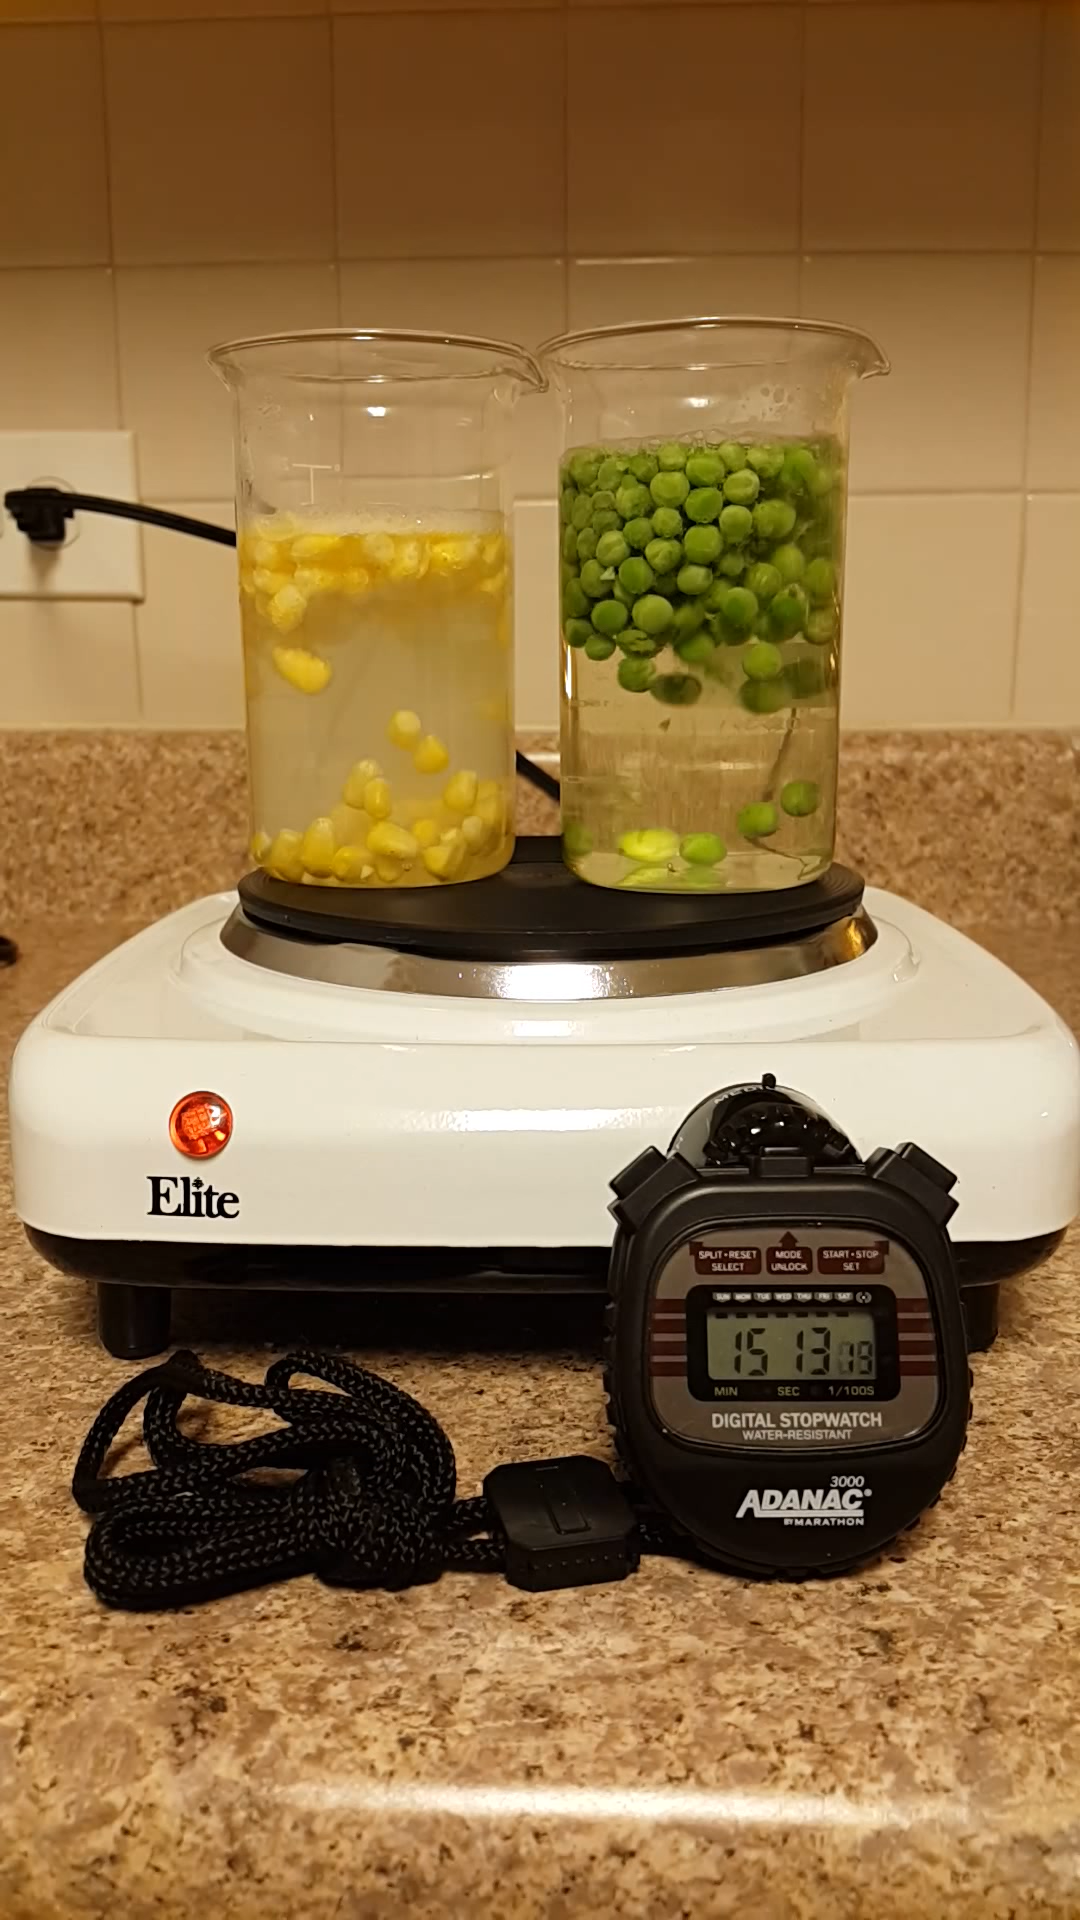 Elite
SPLIT•RESET
SELECT
MODE
UNLOCK
START•STOP
SET
SUN MON TUE WED THU FRI SAT
15 13
MIN SEC 1/100S
DIGITAL STOPWATCH
WATER-RESISTANT
3000
ADANAC®
BY MARATHON